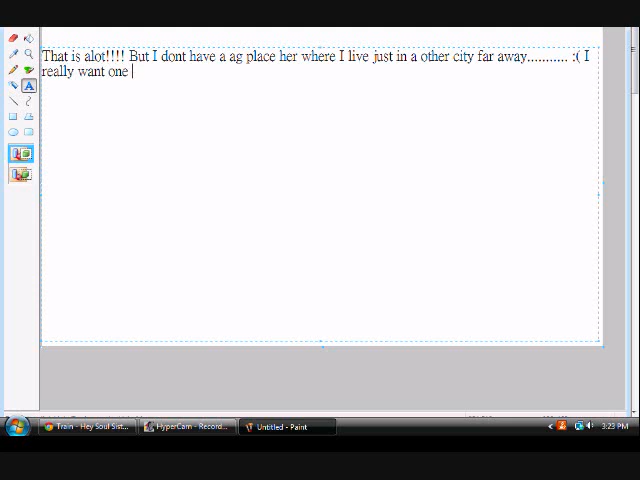 That is alot!!!! But I dont have a ag place her where I live just in a other city far away........... :( I
really want one
A
Train - Hey Soul Sist...
HyperCam - Record...
Untitled - Paint
3:23 PM